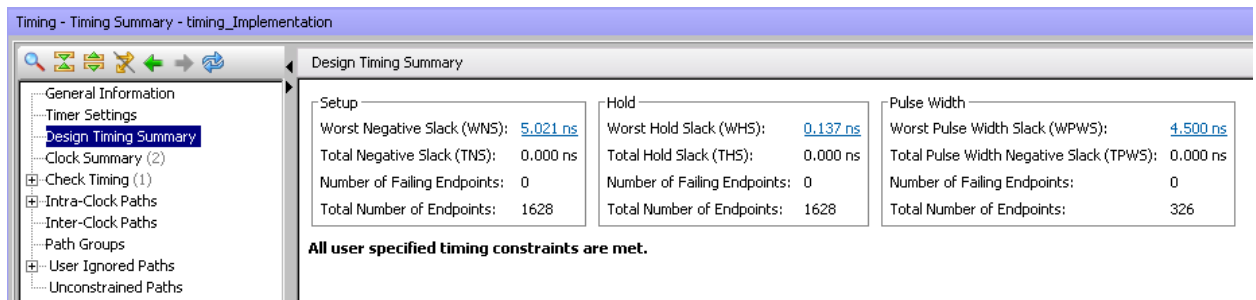 Timing - Timing Summary - timing_Implementation
Design Timing Summary
General Information
Timer Settings
Design Timing Summary
Clock Summary (2)
Check Timing (1)
Intra-Clock Paths
Inter-Clock Paths
Path Groups
User Ignored Paths
Unconstrained Paths
Setup
Worst Negative Slack (WNS): 5.021 ns
Total Negative Slack (TNS): 0.000 ns
Number of Failing Endpoints: 0
Total Number of Endpoints: 1628
Hold
Worst Hold Slack (WHS): 0.137 ns
Total Hold Slack (THS): 0.000 ns
Number of Failing Endpoints: 0
Total Number of Endpoints: 1628
Pulse Width
Worst Pulse Width Slack (WPWS): 4.500 ns
Total Pulse Width Negative Slack (TPWS): 0.000 ns
Number of Failing Endpoints: 0
Total Number of Endpoints: 326
All user specified timing constraints are met.